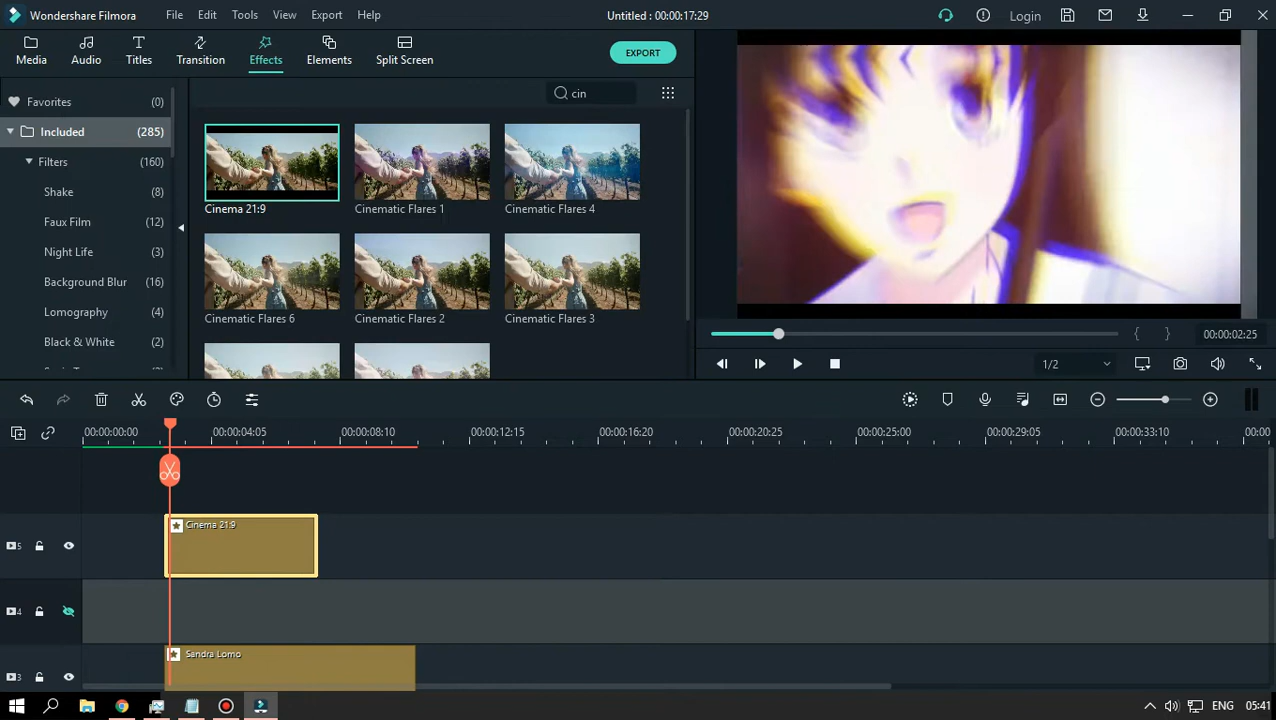 Wondershare Filmora
File Edit Tools View Export Help
Untitled : 00:00:17:29
Login
Media Audio Titles Transition Effects Elements Split Screen
EXPORT
Favorites (0)
Included (285)
Filters (160)
Shake (8)
Faux Film (12)
Night Life (3)
Background Blur (16)
Lomography (4)
Black & White (2)
cin
Cinema 21:9
Cinematic Flares 1
Cinematic Flares 4
Cinematic Flares 6
Cinematic Flares 2
Cinematic Flares 3
00:00:02:25
1/2
00:00:00:00 00:00:04:05 00:00:08:10 00:00:12:15 00:00:16:20 00:00:20:25 00:00:25:00 00:00:29:05 00:00:33:10 00:00
5
Cinema 21:9
4
3
Sandra Lomo
ENG 05:41